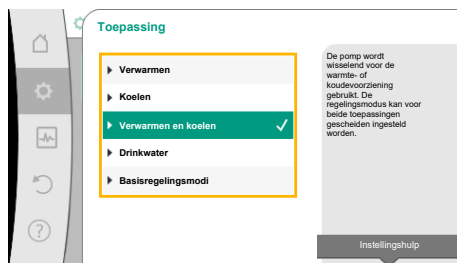 Toepassing
Verwarmen
Koelen
Verwarmen en koelen
Drinkwater
Basisregelingsmodi
De pomp wordt
wisselend voor de
warmte- of
koudevoorziening
gebruikt. De
regelingsmodus kan voor
beide toepassingen
gescheiden ingesteld
worden.
Instellingshulp